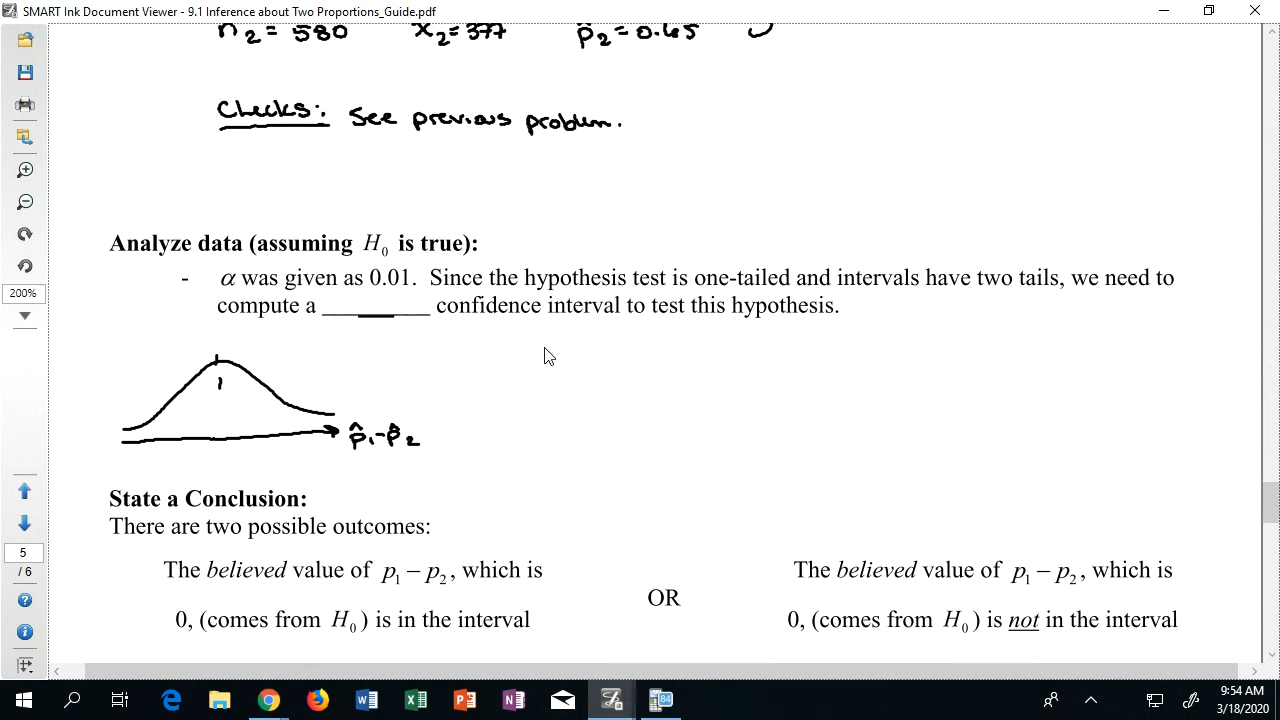 SMART Ink Document Viewer - 9.1 Inference about Two Proportions_Guide.pdf
n2 = 580 x2 = 377 p̂2 = 0.65
Checks: See previous problem.
Analyze data (assuming H0 is true):
- α was given as 0.01. Since the hypothesis test is one-tailed and intervals have two tails, we need to
compute a __________ confidence interval to test this hypothesis.
200%
p̂1-p̂2
State a Conclusion:
There are two possible outcomes:
The believed value of p1 − p2, which is
0, (comes from H0) is in the interval
OR
The believed value of p1 − p2, which is
0, (comes from H0) is not in the interval
5
/ 6
84
9:54 AM
3/18/2020